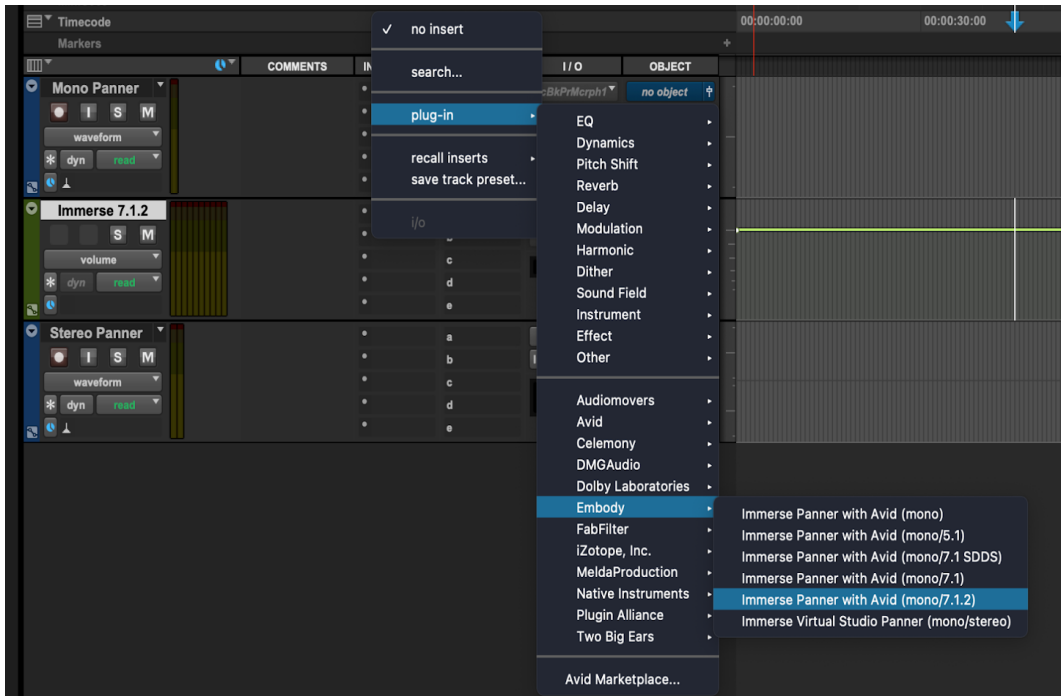 Timecode
00:00:00:00
00:00:30:00
Markers
+
COMMENTS
IN
I / O
OBJECT
✓ no insert
search...
plug-in
recall inserts
save track preset...
i/o
Mono Panner
I S M
waveform
dyn read
no object
Immerse 7.1.2
S M
volume
dyn read
c
d
e
Stereo Panner
I S M
waveform
dyn read
a
b
c
d
e
EQ
Dynamics
Pitch Shift
Reverb
Delay
Modulation
Harmonic
Dither
Sound Field
Instrument
Effect
Other
Audiomovers
Avid
Celemony
DMGAudio
Dolby Laboratories
Embody
FabFilter
iZotope, Inc.
MeldaProduction
Native Instruments
Plugin Alliance
Two Big Ears
Avid Marketplace...
Immerse Panner with Avid (mono)
Immerse Panner with Avid (mono/5.1)
Immerse Panner with Avid (mono/7.1 SDDS)
Immerse Panner with Avid (mono/7.1)
Immerse Panner with Avid (mono/7.1.2)
Immerse Virtual Studio Panner (mono/stereo)